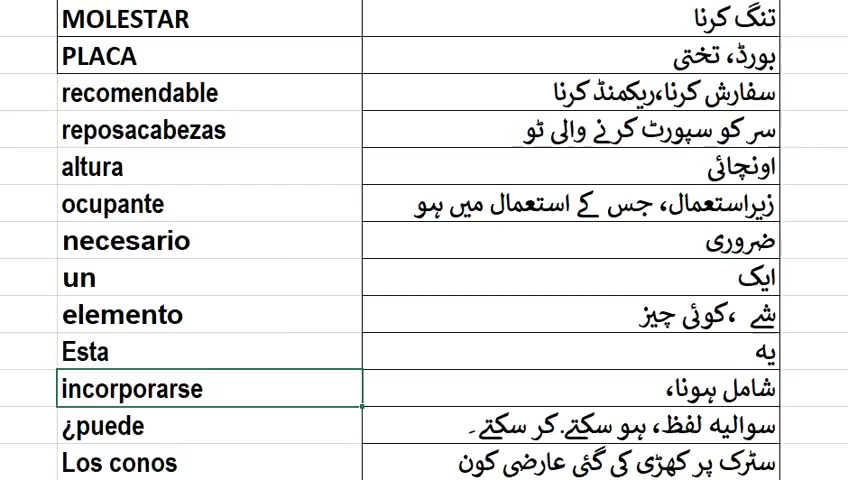 MOLESTAR تنگ کرنا
PLACA بورڈ، تختی
recomendable سفارش کرنا،ریکمنڈ کرنا
reposacabezas سر کو سپورٹ کرنے والی ٹو
altura اونچائی
ocupante زیراستعمال، جس کے استعمال میں ہو
necesario ضروری
un ایک
elemento شے ،کوئی چیز
Esta یہ
incorporarse شامل ہونا،
¿puede سوالیہ لفظ، ہو سکتے۔کر سکتے۔
Los conos سٹرک پر کھڑی کی گئی عارضی کون